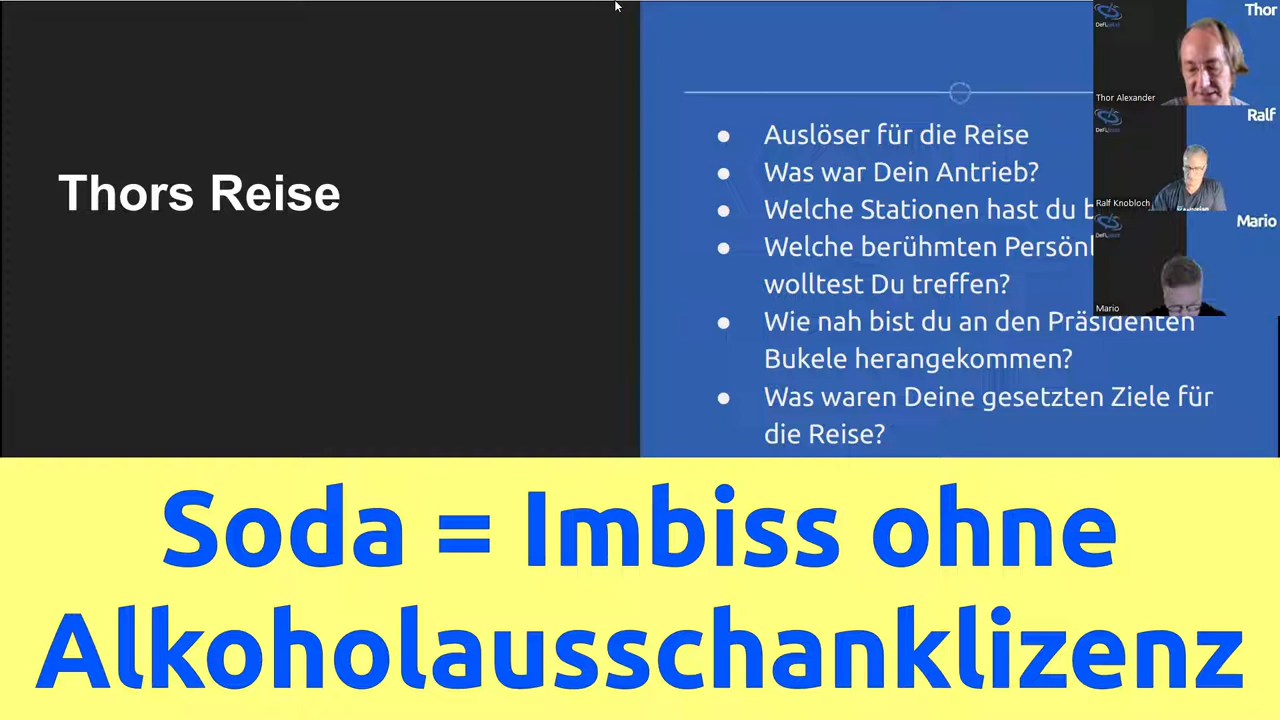 Thors Reise
Auslöser für die Reise
Was war Dein Antrieb?
Welche Stationen hast du
Welche berühmten
wolltest Du treffen?
Wie nah bist du an den Präsidenten
Bukele herangekommen?
Was waren Deine gesetzten Ziele für
die Reise?
Thor
Thor Alexander
Ralf
Ralf Knobloch
Mario
Mario
Soda = Imbiss ohne
Alkoholausschanklizenz